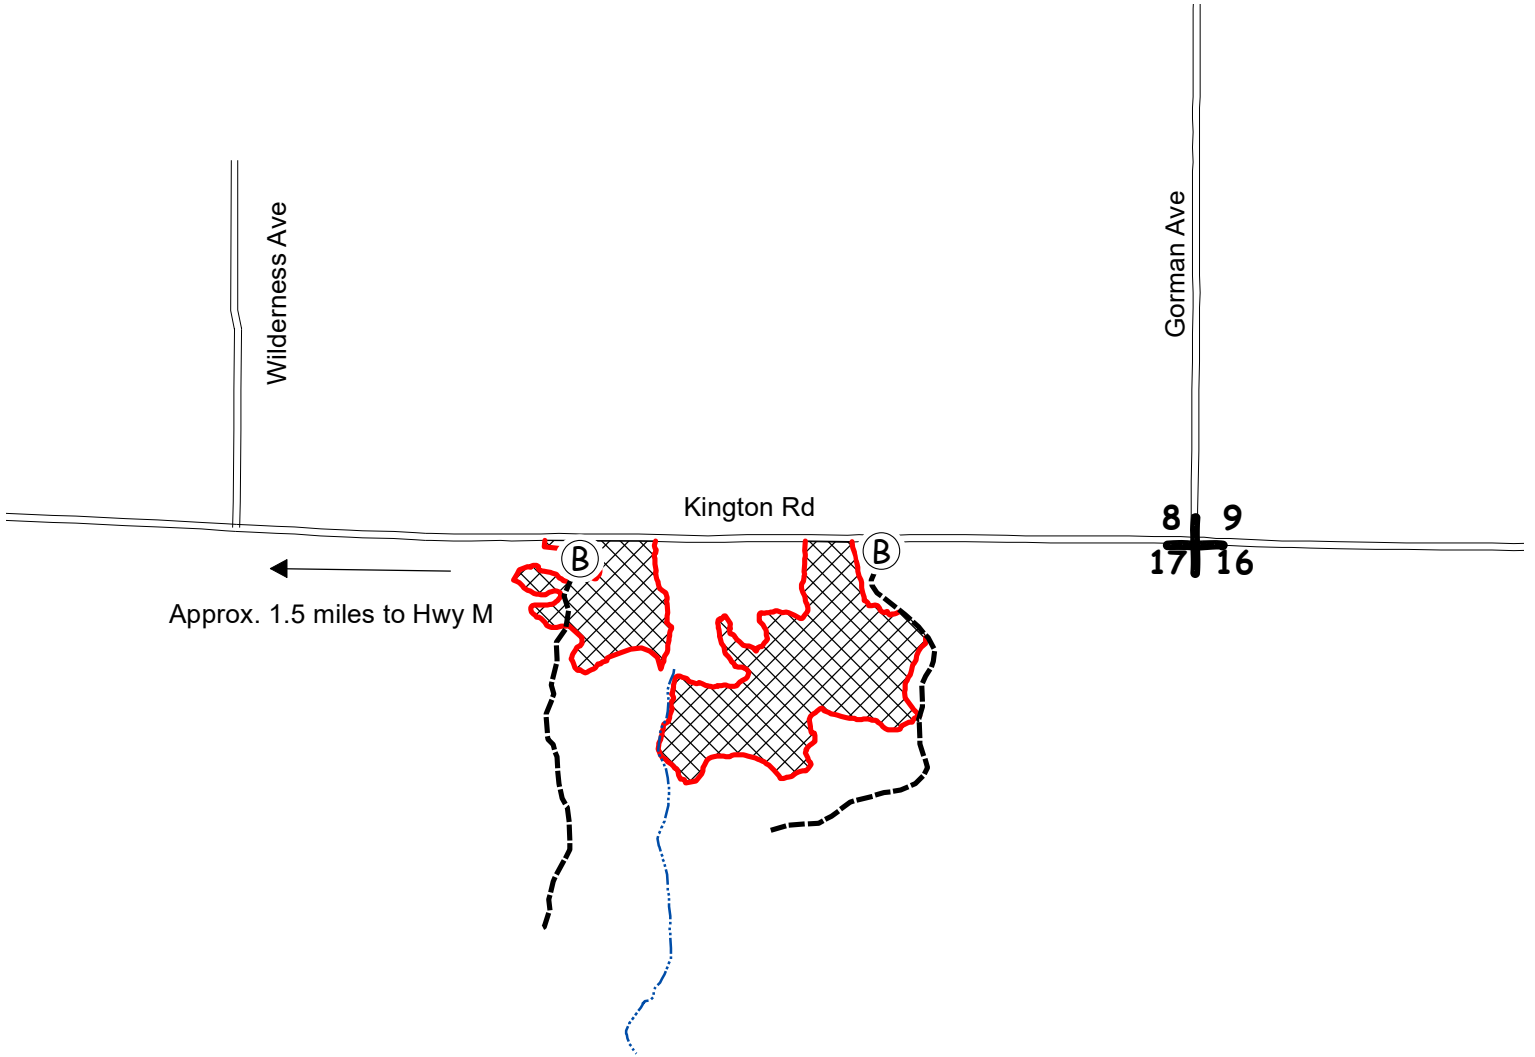 Wilderness Ave
Gorman Ave
Kington Rd
8 9
17 16
B
B
Approx. 1.5 miles to Hwy M